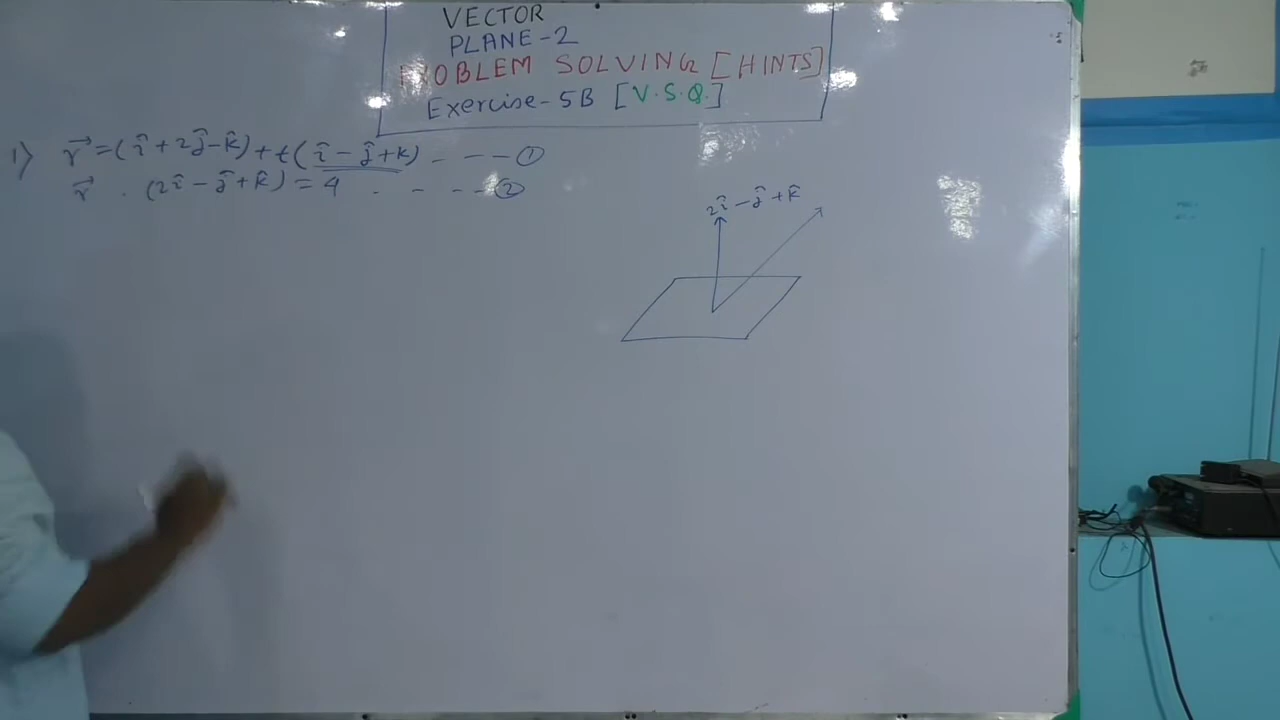 VECTOR
PLANE-2
PROBLEM SOLVING [HINTS]
Exercise-5B [V.S.Q.]
1) r⃗ = (î + 2ĵ - k̂) + t(î - ĵ + k) - - - - ①
r⃗ . (2î - ĵ + k̂) = 4 . - - - - ②
2î - ĵ + k̂